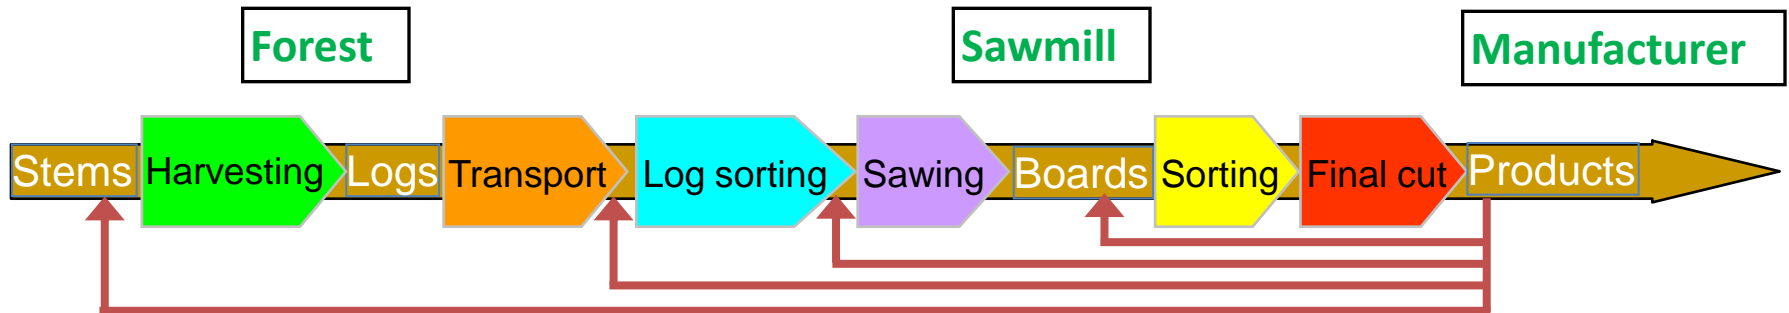 Forest
Sawmill
Manufacturer
Stems
Harvesting
Logs
Transport
Log sorting
Sawing
Boards
Sorting
Final cut
Products